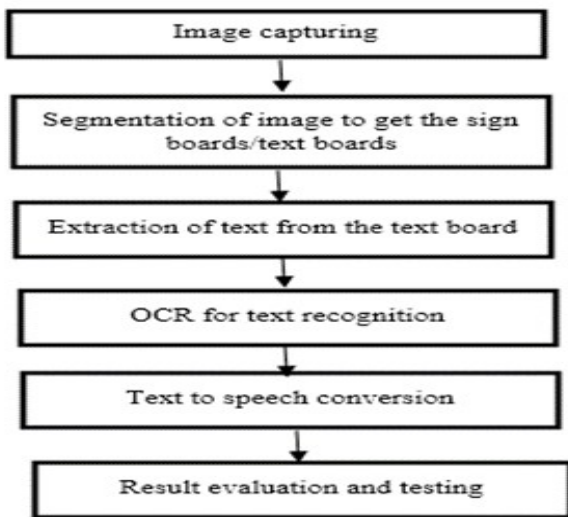 Image capturing
Segmentation of image to get the sign
boards/text boards
Extraction of text from the text board
OCR for text recognition
Text to speech conversion
Result evaluation and testing